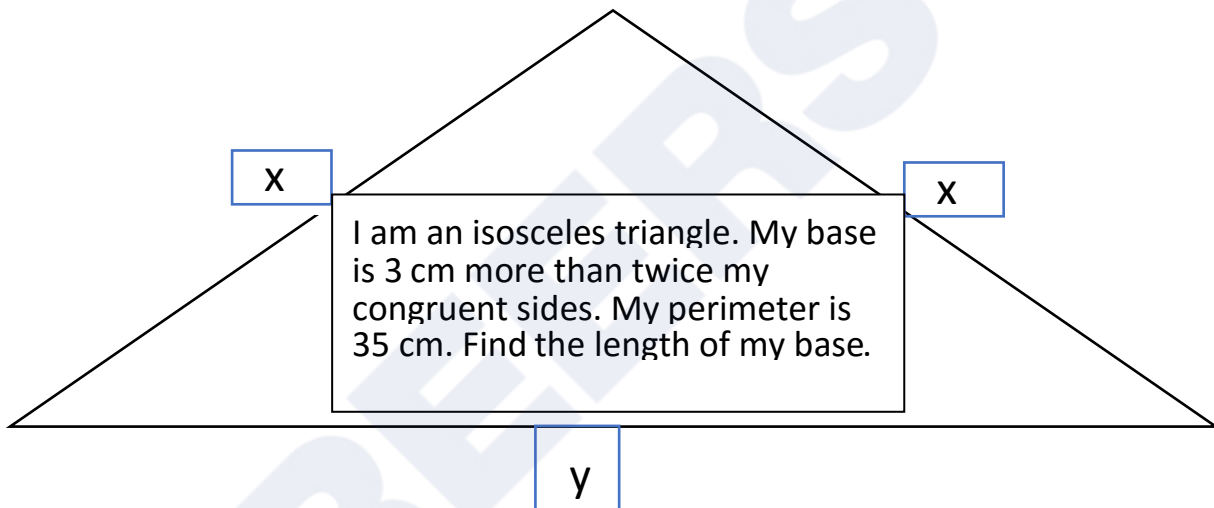 x
x
I am an isosceles triangle. My base
is 3 cm more than twice my
congruent sides. My perimeter is
35 cm. Find the length of my base.
y